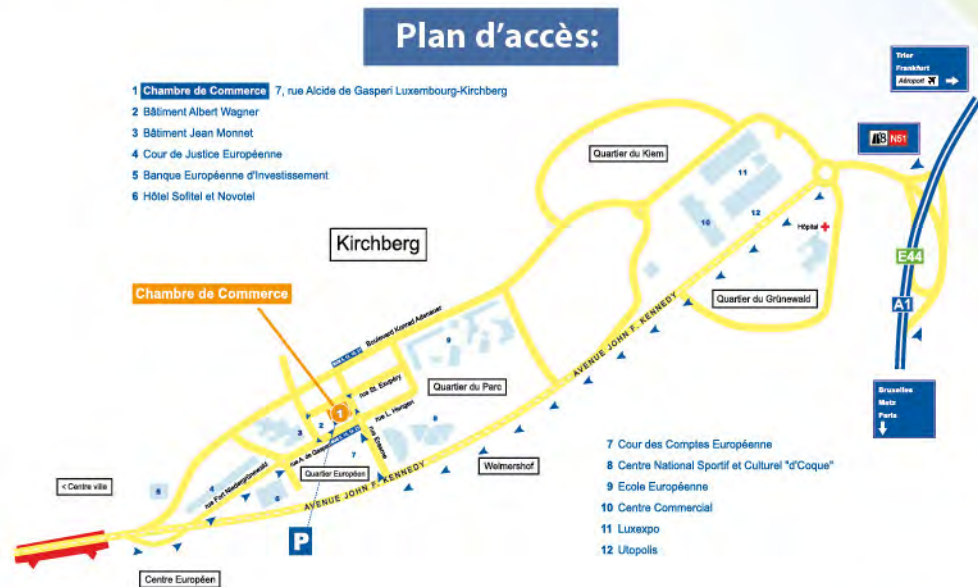 Plan d'accès:
1 Chambre de Commerce 7, rue Alcide de Gasperi Luxembourg-Kirchberg
2 Bâtiment Albert Wagner
3 Bâtiment Jean Monnet
4 Cour de Justice Européenne
5 Banque Européenne d'Investissement
6 Hôtel Sofitel et Novotel
Trier
Frankfurt
Aéroport
8 N51
Quartier du Kiem
11
10
12
Hôpital
Kirchberg
E44
Chambre de Commerce
Quartier du Grünewald
A1
Boulevard Konrad Adenauer
AVENUE JOHN F. KENNEDY
9
rue St. Exupéry
Quartier du Parc
Bruxelles
Metz
Paris
1
2
3
rue L. Hengen
8
rue A. de Gasperi
rue Erasme
7
Quartier Européen
Weimershof
7 Cour des Comptes Européenne
8 Centre National Sportif et Culturel "d'Coque"
9 Ecole Européenne
10 Centre Commercial
11 Luxexpo
12 Utopolis
< Centre ville
4
rue Fort Niedergrünewald
6
AVENUE JOHN F. KENNEDY
P
Centre Européen